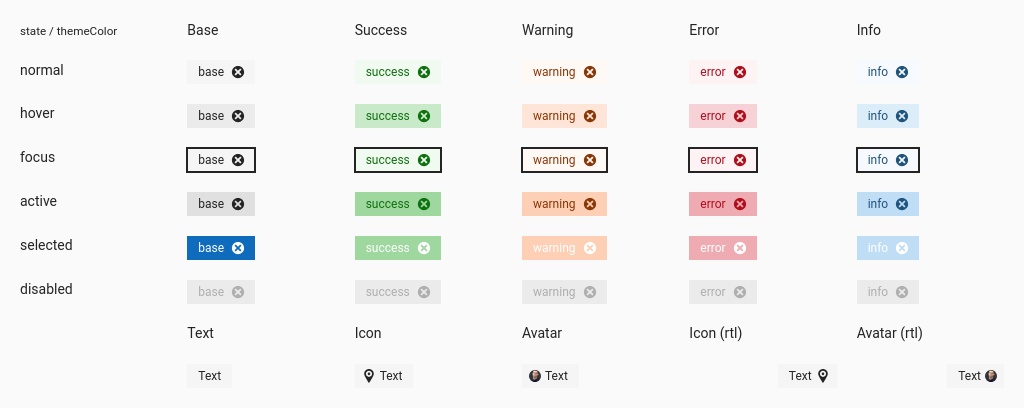 state / themeColor Base Success Warning Error Info
normal base success warning error info
hover base success warning error info
focus base success warning error info
active base success warning error info
selected base success warning error info
disabled base success warning error info
Text Icon Avatar Icon (rtl) Avatar (rtl)
Text Text Text Text Text